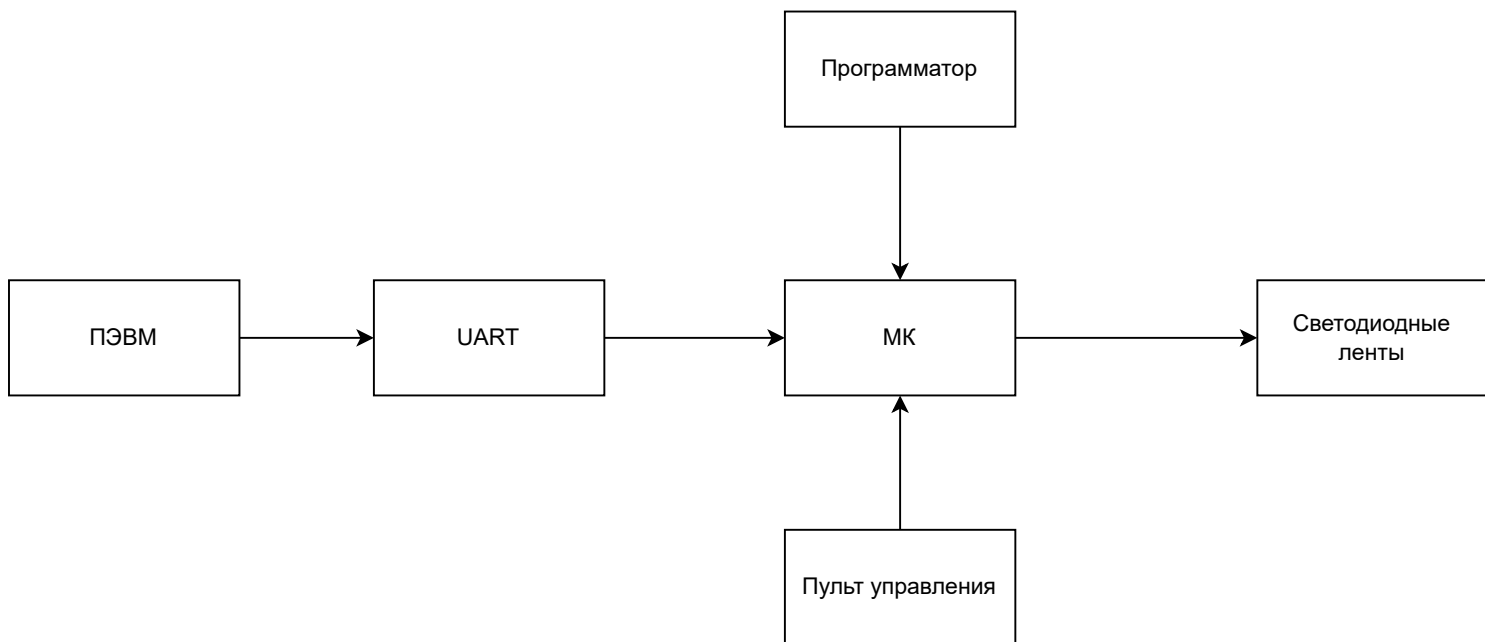 Программатор
ПЭВМ
UART
МК
Светодиодные
ленты
Пульт управления